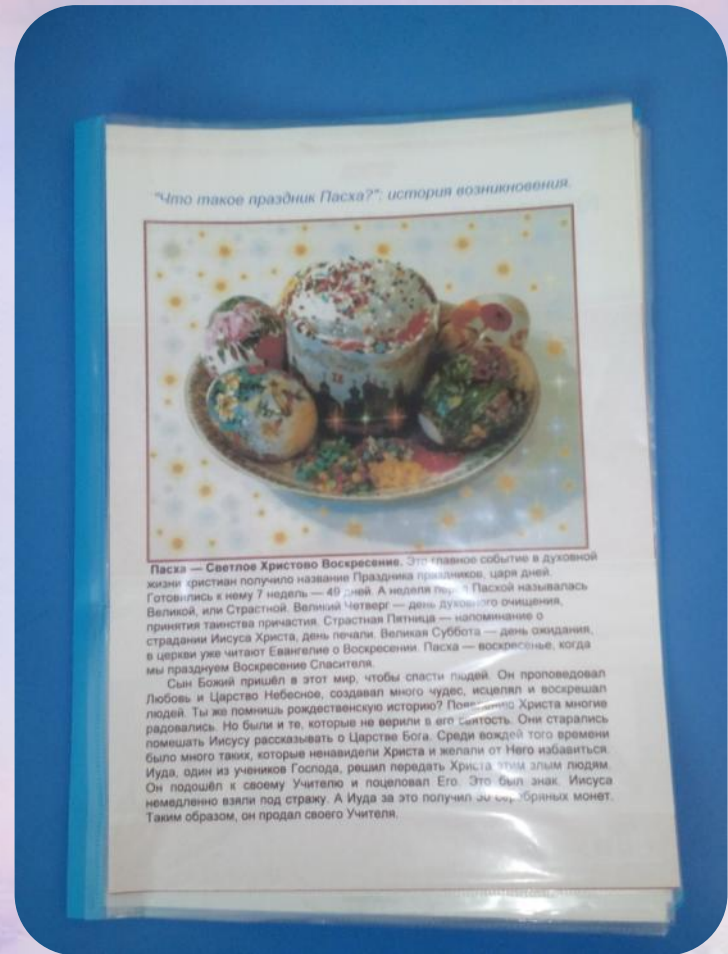 "Что такое праздник Пасха?": история возникновения.
Пасха — Светлое Христово Воскресение. Это главное событие в духовной
жизни христиан получило название Праздника праздников, царя дней.
Готовились к нему 7 недель — 49 дней. А неделя перед Пасхой называлась
Великой, или Страстной. Великий Четверг — день духовного очищения,
принятия таинства причастия. Страстная Пятница — напоминание о
страдании Иисуса Христа, день печали. Великая Суббота — день ожидания,
в церкви уже читают Евангелие о Воскресении. Пасха — воскресенье, когда
мы празднуем Воскресение Спасителя.
Сын Божий пришёл в этот мир, чтобы спасти людей. Он проповедовал
Любовь и Царство Небесное, создавал много чудес, исцелял и воскрешал
людей. Ты же помнишь рождественскую историю? Появлению Христа многие
радовались. Но были и те, которые не верили в его святость. Они старались
помешать Иисусу рассказывать о Царстве Бога. Среди вождей того времени
было много таких, которые ненавидели Христа и желали от Него избавиться.
Иуда, один из учеников Господа, решил передать Христа этим злым людям.
Он подошёл к своему Учителю и поцеловал Его. Это был знак. Иисуса
немедленно взяли под стражу. А Иуда за это получил 30 серебряных монет.
Таким образом, он продал своего Учителя.